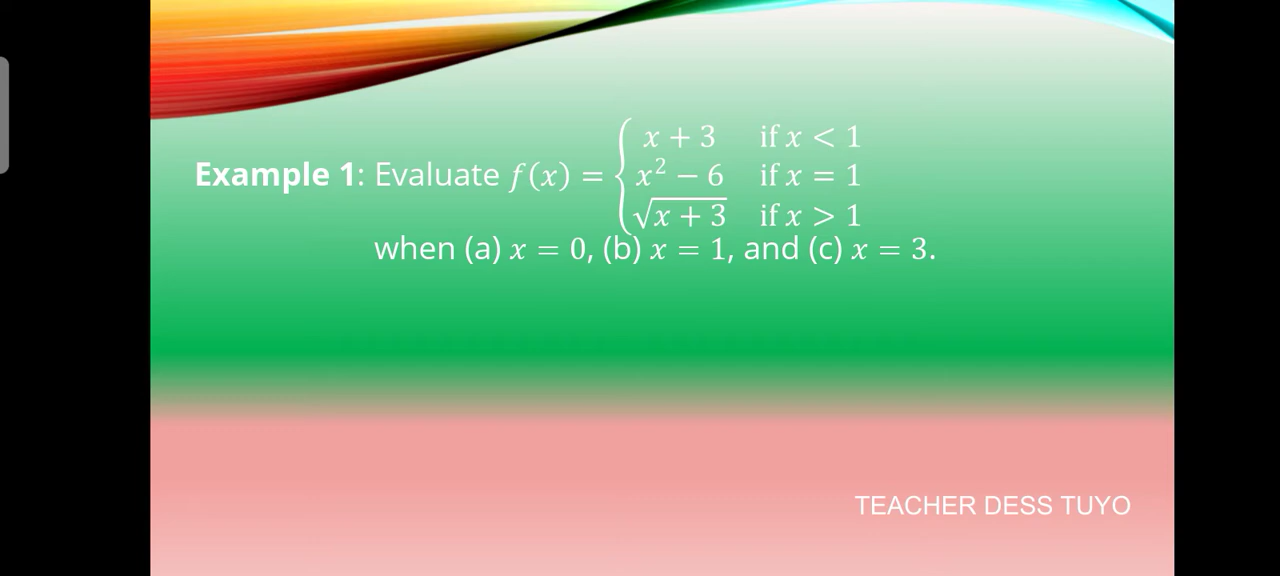 Example 1: Evaluate f(x) = { x + 3 if x < 1
x² − 6 if x = 1
√(x + 3) if x > 1
when (a) x = 0, (b) x = 1, and (c) x = 3.
TEACHER DESS TUYO